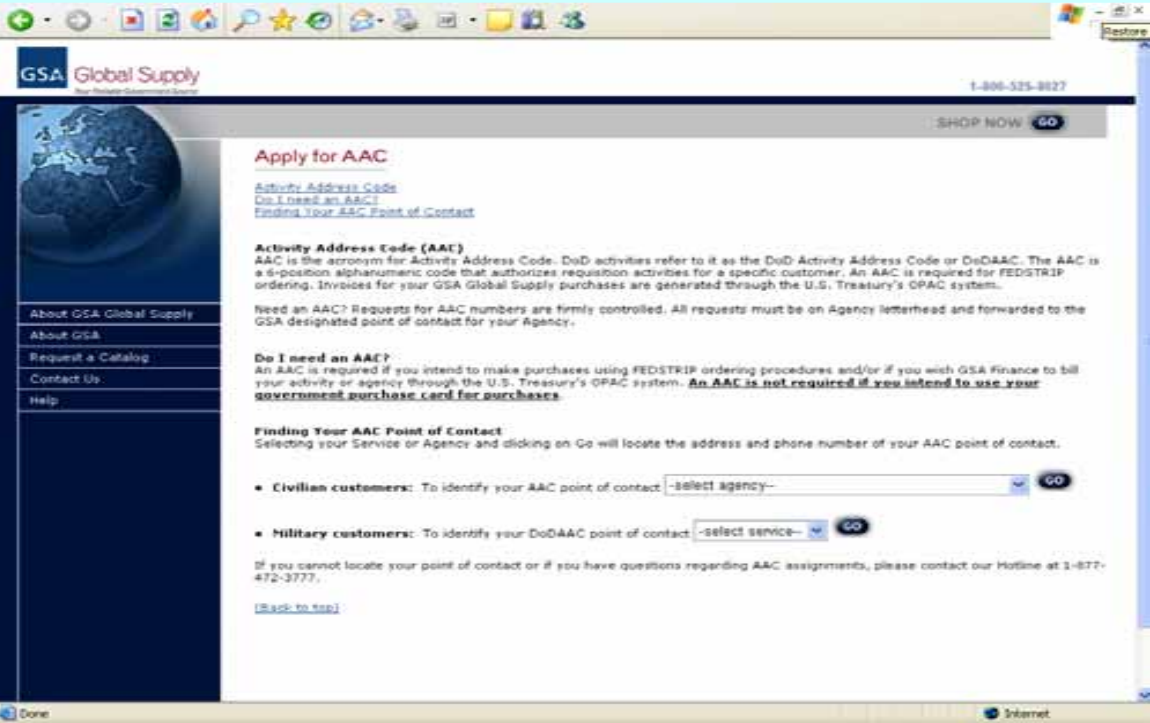 Restore
GSA Global Supply
Your Reliable Government Source
1-800-525-8027
SHOP NOW GO
Apply for AAC
Activity Address Code
Do I need an AAC?
Finding Your AAC Point of Contact
Activity Address Code (AAC)
AAC is the acronym for Activity Address Code. DoD activities refer to it as the DoD Activity Address Code or DoDAAC. The AAC is
a 6-position alphanumeric code that authorizes requisition activities for a specific customer. An AAC is required for FEDSTRIP
ordering. Invoices for your GSA Global Supply purchases are generated through the U.S. Treasury's OPAC system.
Need an AAC? Requests for AAC numbers are firmly controlled. All requests must be on Agency letterhead and forwarded to the
GSA designated point of contact for your Agency.
Do I need an AAC?
An AAC is required if you intend to make purchases using FEDSTRIP ordering procedures and/or if you wish GSA Finance to bill
your activity or agency through the U.S. Treasury's OPAC system. An AAC is not required if you intend to use your
government purchase card for purchases.
Finding Your AAC Point of Contact
Selecting your Service or Agency and clicking on Go will locate the address and phone number of your AAC point of contact.
• Civilian customers: To identify your AAC point of contact -select agency-- GO
• Military customers: To identify your DoDAAC point of contact -select service-- GO
If you cannot locate your point of contact or if you have questions regarding AAC assignments, please contact our Hotline at 1-877-
472-3777.
[Back to top]
About GSA Global Supply
About GSA
Request a Catalog
Contact Us
Help
Done
Internet